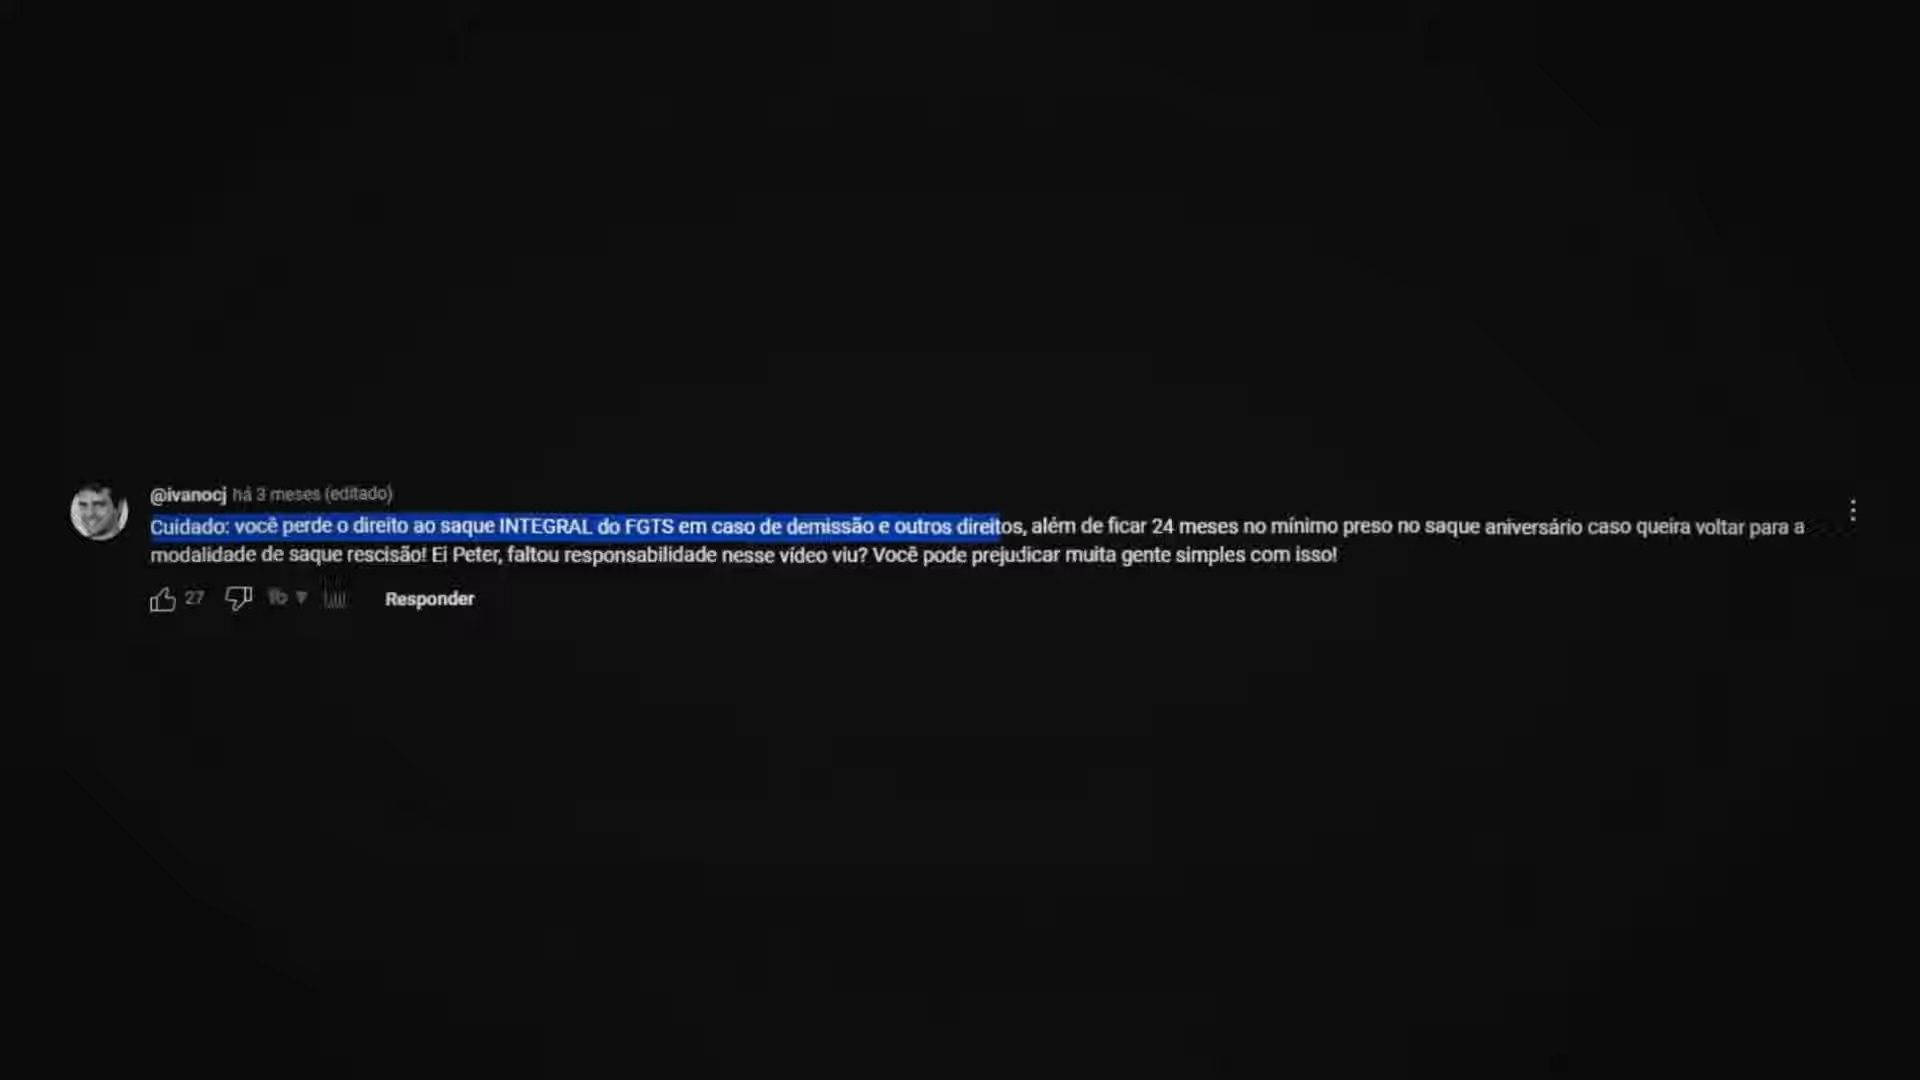 @ivanocj há 3 meses (editado)
Cuidado: você perde o direito ao saque INTEGRAL do FGTS em caso de demissão e outros direitos, além de ficar 24 meses no mínimo preso no saque aniversário caso queira voltar para a
modalidade de saque rescisão! Ei Peter, faltou responsabilidade nesse vídeo viu? Você pode prejudicar muita gente simples com isso!
27 Responder